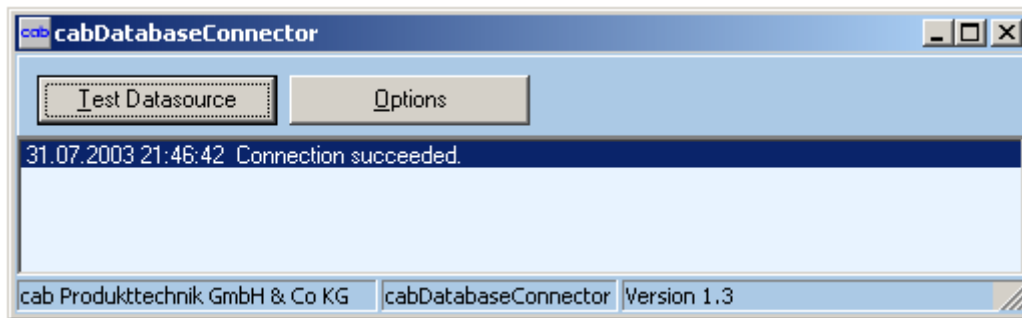 cab cabDatabaseConnector
Test Datasource Options
31.07.2003 21:46:42 Connection succeeded.
cab Produkttechnik GmbH & Co KG cabDatabaseConnector Version 1.3